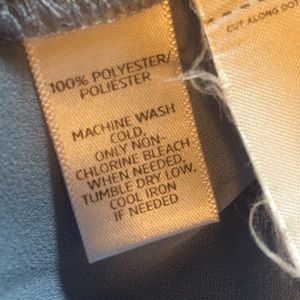 100% POLYESTER/
POLIESTER
MACHINE WASH
COLD.
ONLY NON-
CHLORINE BLEACH
WHEN NEEDED.
TUMBLE DRY LOW.
COOL IRON
IF NEEDED
CUT ALONG DO